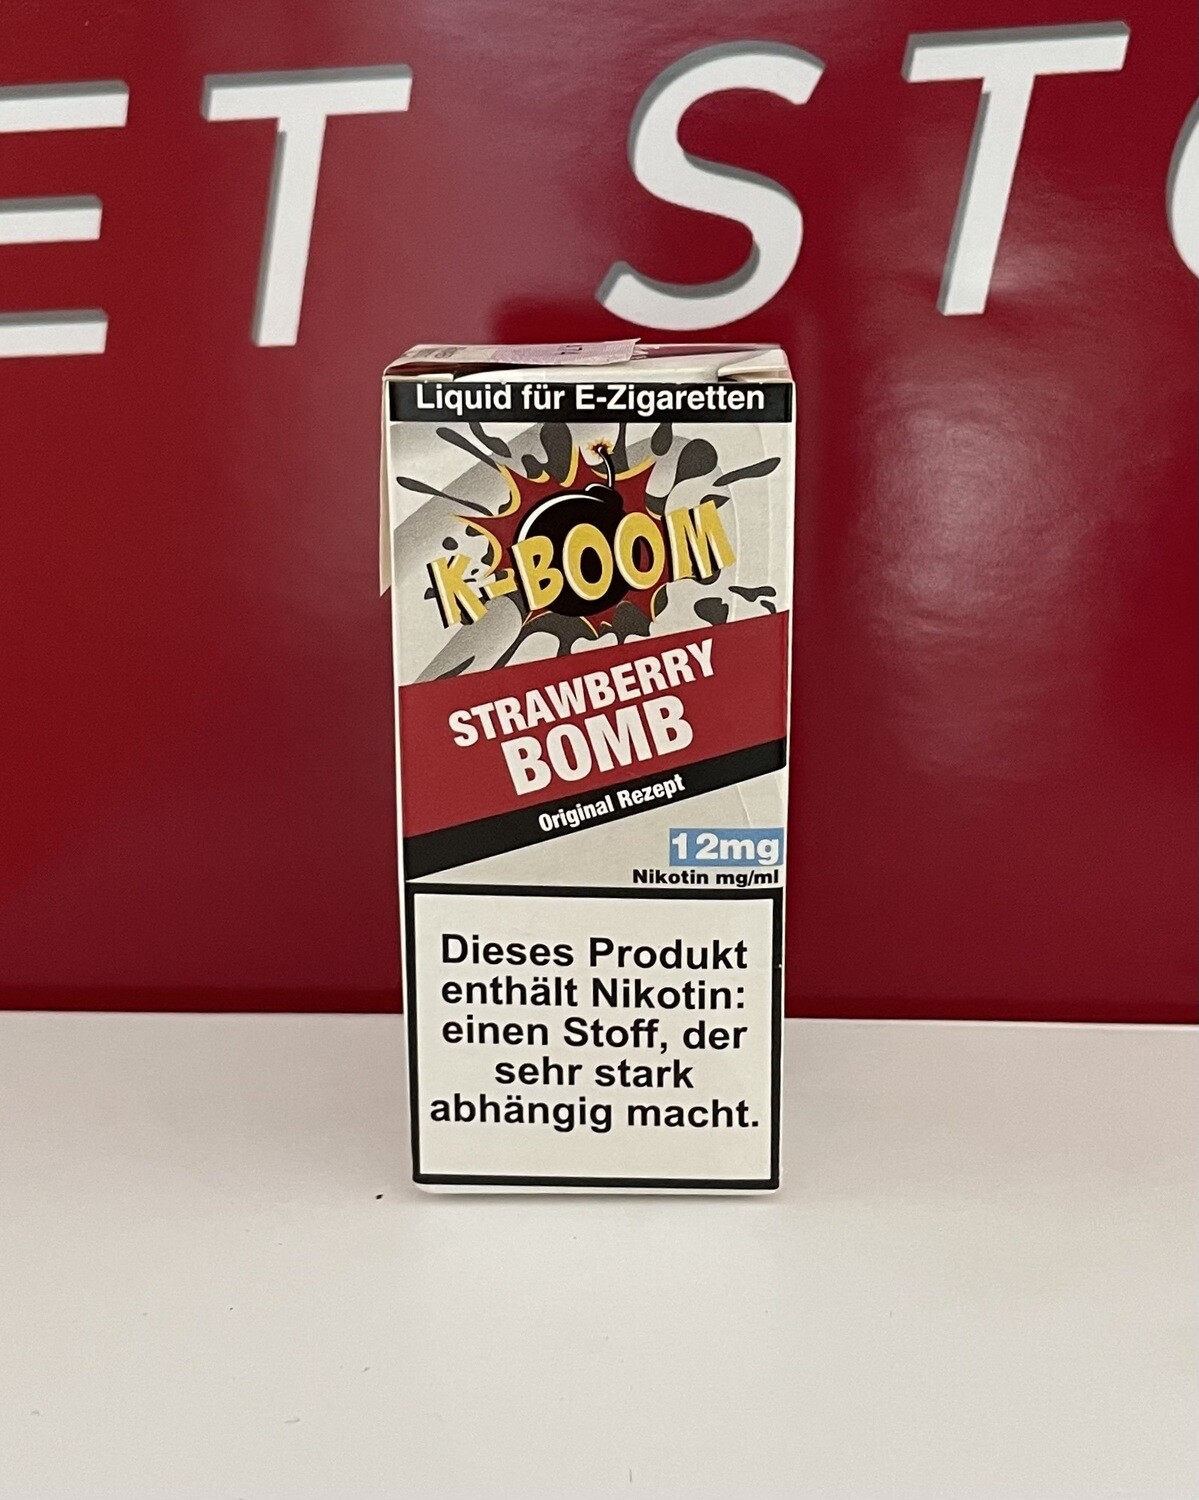 ET STO
Liquid für E-Zigaretten
K-BOOM
STRAWBERRY
BOMB
Original Rezept
12mg
Nikotin mg/ml
Dieses Produkt
enthält Nikotin:
einen Stoff, der
sehr stark
abhängig macht.